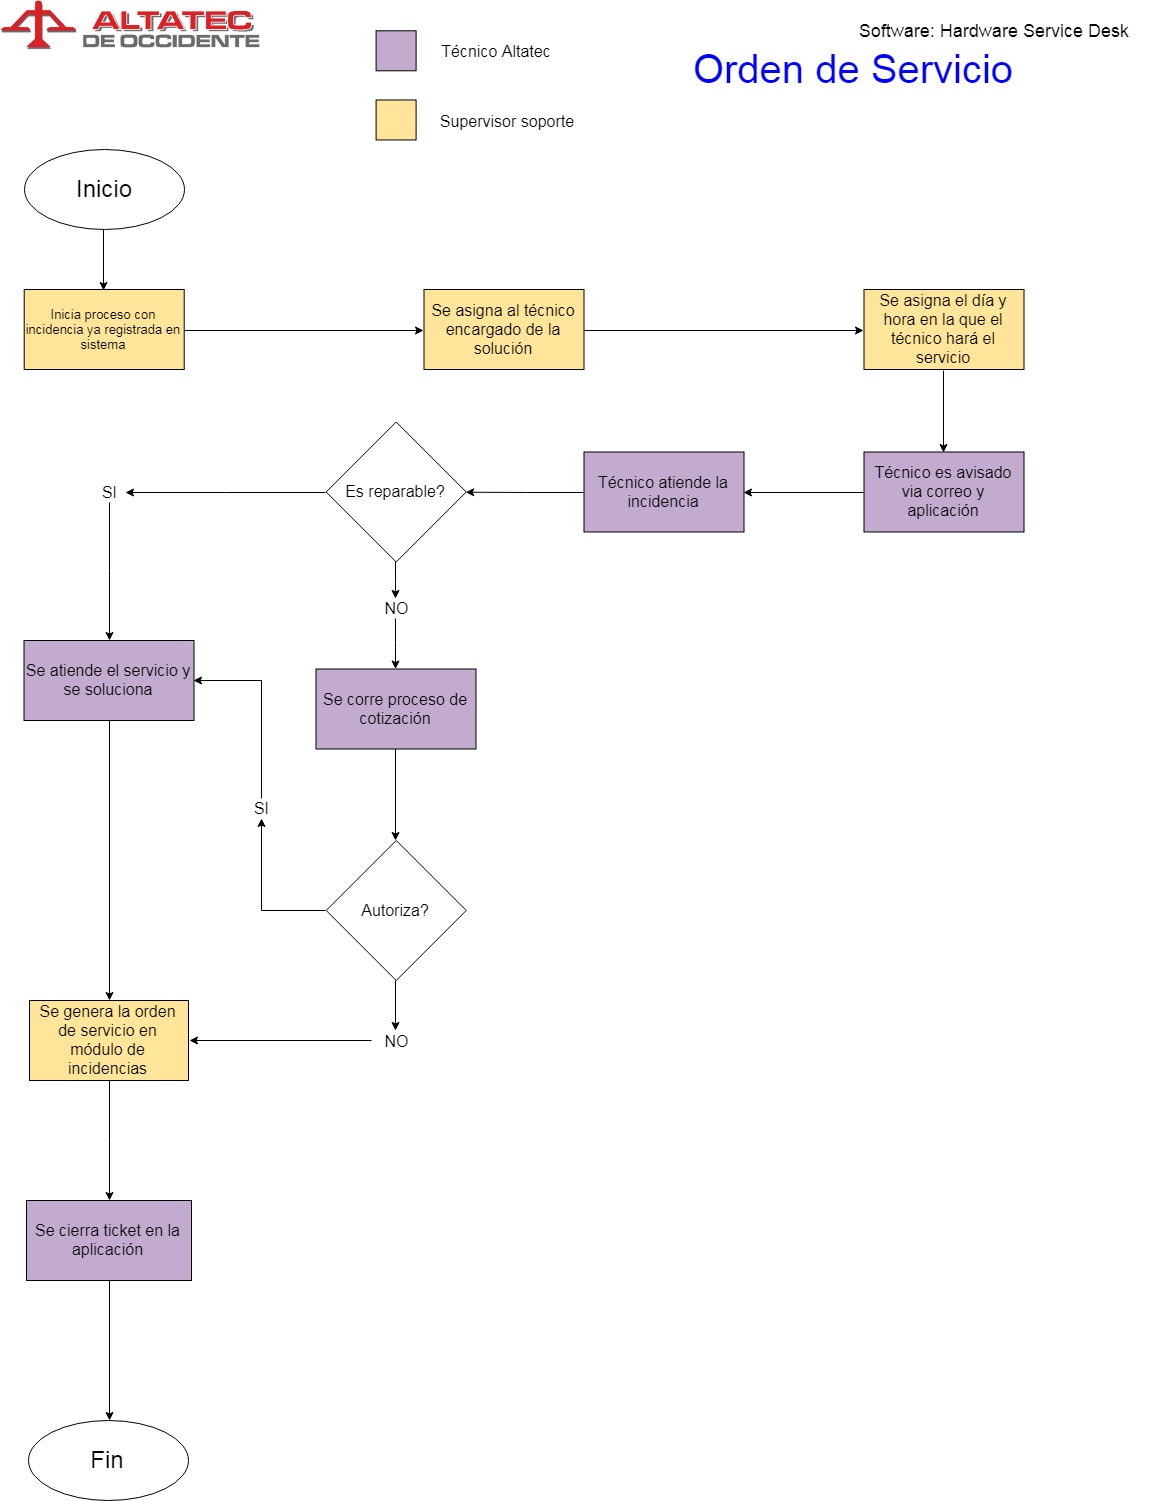 ALTATEC
DE OCCIDENTE
Técnico Altatec
Supervisor soporte
Software: Hardware Service Desk
Orden de Servicio
Inicio
Inicia proceso con
incidencia ya registrada en
sistema
Se asigna al técnico
encargado de la
solución
Se asigna el día y
hora en la que el
técnico hará el
servicio
Técnico es avisado
via correo y
aplicación
Técnico atiende la
incidencia
Es reparable?
SI
NO
Se atiende el servicio y
se soluciona
Se corre proceso de
cotización
SI
Autoriza?
NO
Se genera la orden
de servicio en
módulo de
incidencias
Se cierra ticket en la
aplicación
Fin